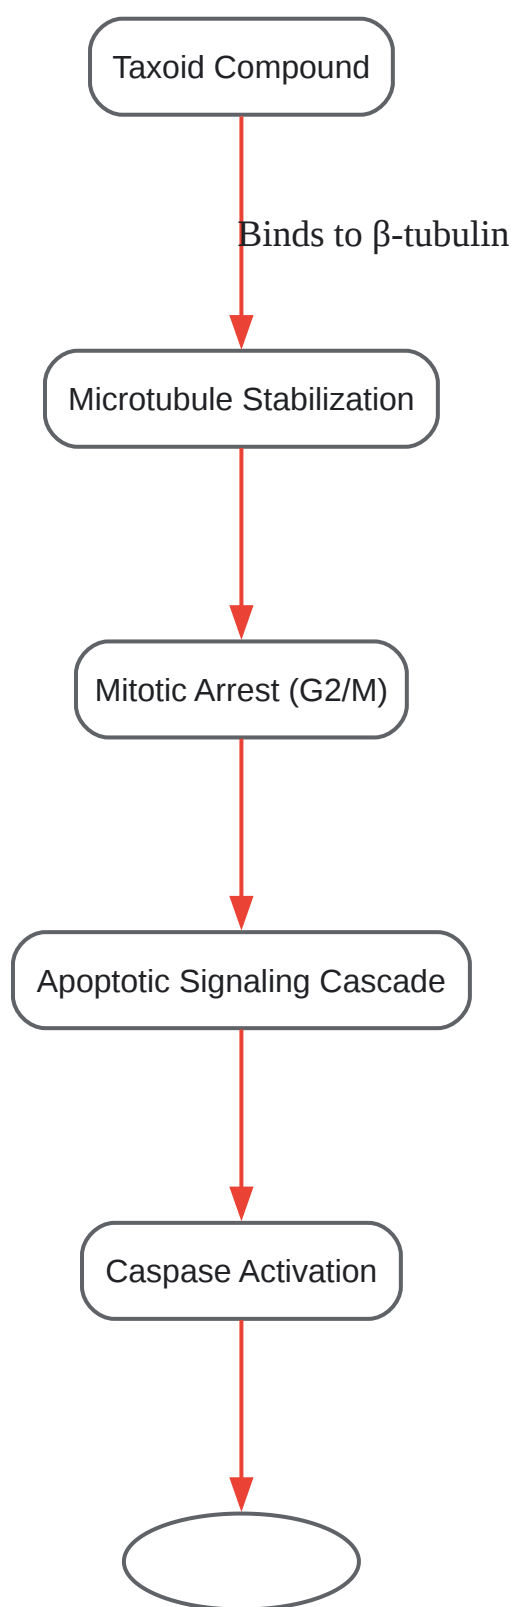 Taxoid Compound
Binds to β-tubulin
Microtubule Stabilization
Mitotic Arrest (G2/M)
Apoptotic Signaling Cascade
Caspase Activation